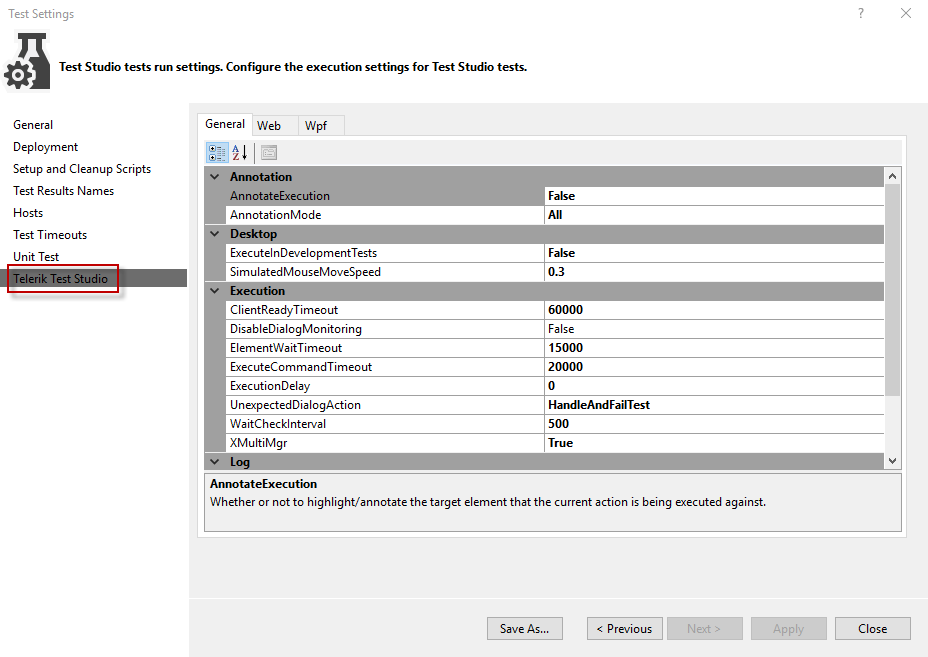 Test Settings
?
Test Studio tests run settings. Configure the execution settings for Test Studio tests.
General
Deployment
Setup and Cleanup Scripts
Test Results Names
Hosts
Test Timeouts
Unit Test
Telerik Test Studio
General Web Wpf
Annotation
AnnotateExecution False
AnnotationMode All
Desktop
ExecuteInDevelopmentTests False
SimulatedMouseMoveSpeed 0.3
Execution
ClientReadyTimeout 60000
DisableDialogMonitoring False
ElementWaitTimeout 15000
ExecuteCommandTimeout 20000
ExecutionDelay 0
UnexpectedDialogAction HandleAndFailTest
WaitCheckInterval 500
XMultiMgr True
Log
AnnotateExecution
Whether or not to highlight/annotate the target element that the current action is being executed against.
Save As... < Previous Next > Apply Close